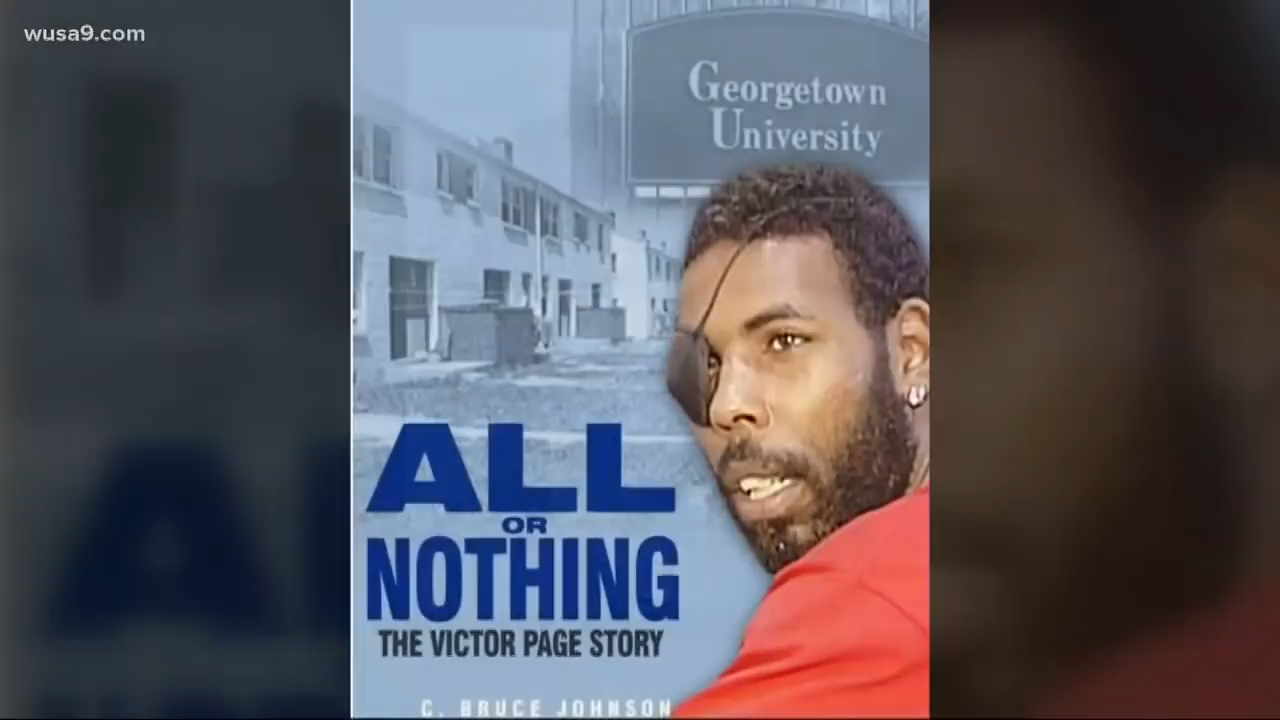 wusa9.com
Georgetown
University
ALL
OR
NOTHING
THE VICTOR PAGE STORY
C. BRUCE JOHNSON